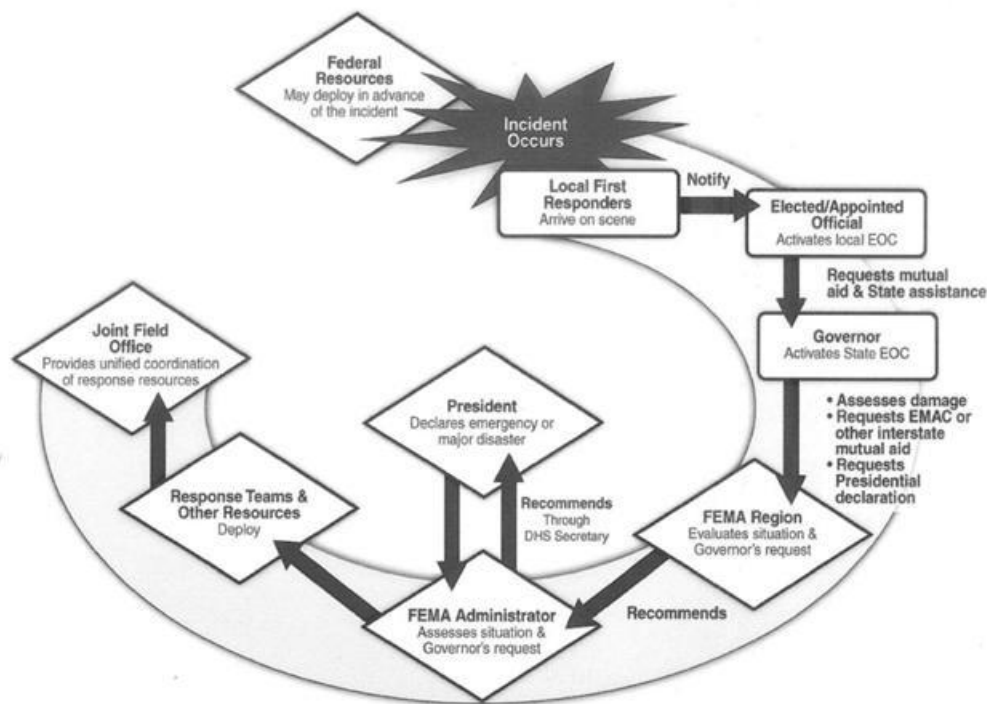 Federal
Resources
May deploy in advance
of the incident
Incident
Occurs
Local First
Responders
Arrive on scene
Notify
Elected/Appointed
Official
Activates local EOC
Requests mutual
aid & State assistance
Governor
Activates State EOC
• Assesses damage
• Requests EMAC or
other interstate
mutual aid
• Requests
Presidential
declaration
FEMA Region
Evaluates situation &
Governor's request
Recommends
FEMA Administrator
Assesses situation &
Governor's request
Recommends
Through
DHS Secretary
President
Declares emergency or
major disaster
Response Teams &
Other Resources
Deploy
Joint Field
Office
Provides unified coordination
of response resources